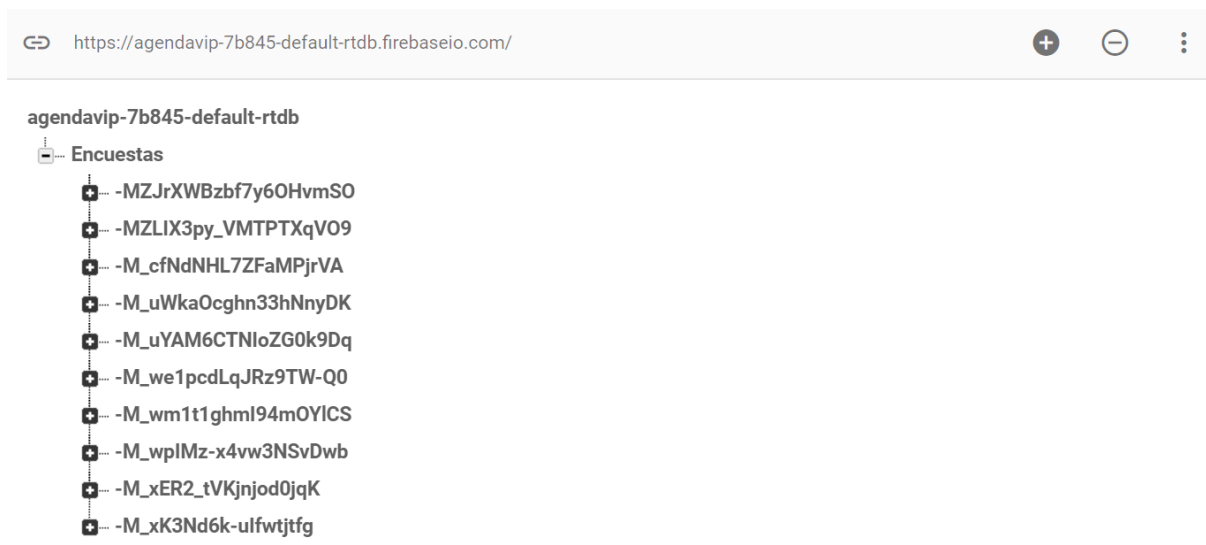 https://agendavip-7b845-default-rtdb.firebaseio.com/
agendavip-7b845-default-rtdb
Encuestas
-MZJrXWBzbf7y6OHvmSO
-MZLIX3py_VMTPTXqVO9
-M_cfNdNHL7ZFaMPjrVA
-M_uWkaOcghn33hNnyDK
-M_uYAM6CTNIoZG0k9Dq
-M_we1pcdLqJRz9TW-Q0
-M_wm1t1ghmI94mOYlCS
-M_wpIMz-x4vw3NSvDwb
-M_xER2_tVKjnjod0jqK
-M_xK3Nd6k-uIfwtjtfg